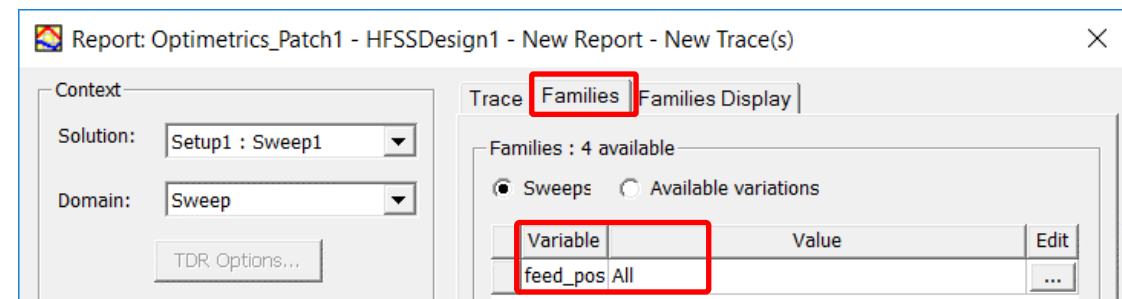 Report: Optimetrics_Patch1 - HFSSDesign1 - New Report - New Trace(s)
Context
Solution: Setup1 : Sweep1
Domain: Sweep
TDR Options...
Trace Families Families Display
Families : 4 available
Sweeps Available variations
Variable Value Edit
feed_pos All ...